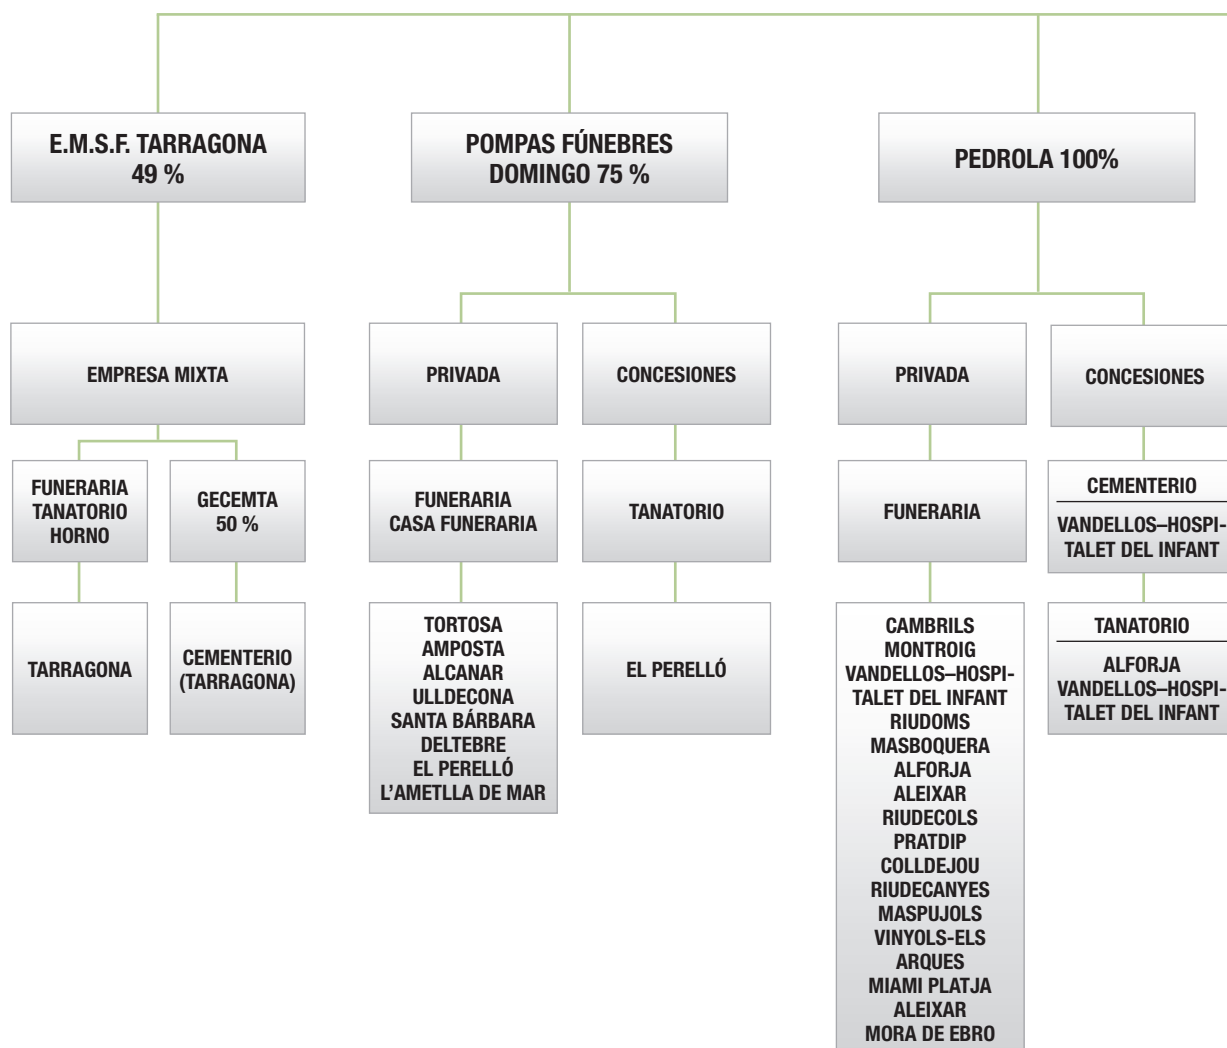 E.M.S.F. TARRAGONA
49 %
POMPAS FÚNEBRES
DOMINGO 75 %
PEDROLA 100%
EMPRESA MIXTA
PRIVADA
CONCESIONES
PRIVADA
CONCESIONES
FUNERARIA
TANATORIO
HORNO
GECEMTA
50 %
FUNERARIA
CASA FUNERARIA
TANATORIO
FUNERARIA
CEMENTERIO
VANDELLOS–HOSPI-
TALET DEL INFANT
TARRAGONA
CEMENTERIO
(TARRAGONA)
TORTOSA
AMPOSTA
ALCANAR
ULLDECONA
SANTA BÁRBARA
DELTEBRE
EL PERELLÓ
L’AMETLLA DE MAR
EL PERELLÓ
CAMBRILS
MONTROIG
VANDELLOS–HOSPI-
TALET DEL INFANT
RIUDOMS
MASBOQUERA
ALFORJA
ALEIXAR
RIUDECOLS
PRATDIP
COLLDEJOU
RIUDECANYES
MASPUJOLS
VINYOLS-ELS
ARQUES
MIAMI PLATJA
ALEIXAR
MORA DE EBRO
TANATORIO
ALFORJA
VANDELLOS–HOSPI-
TALET DEL INFANT